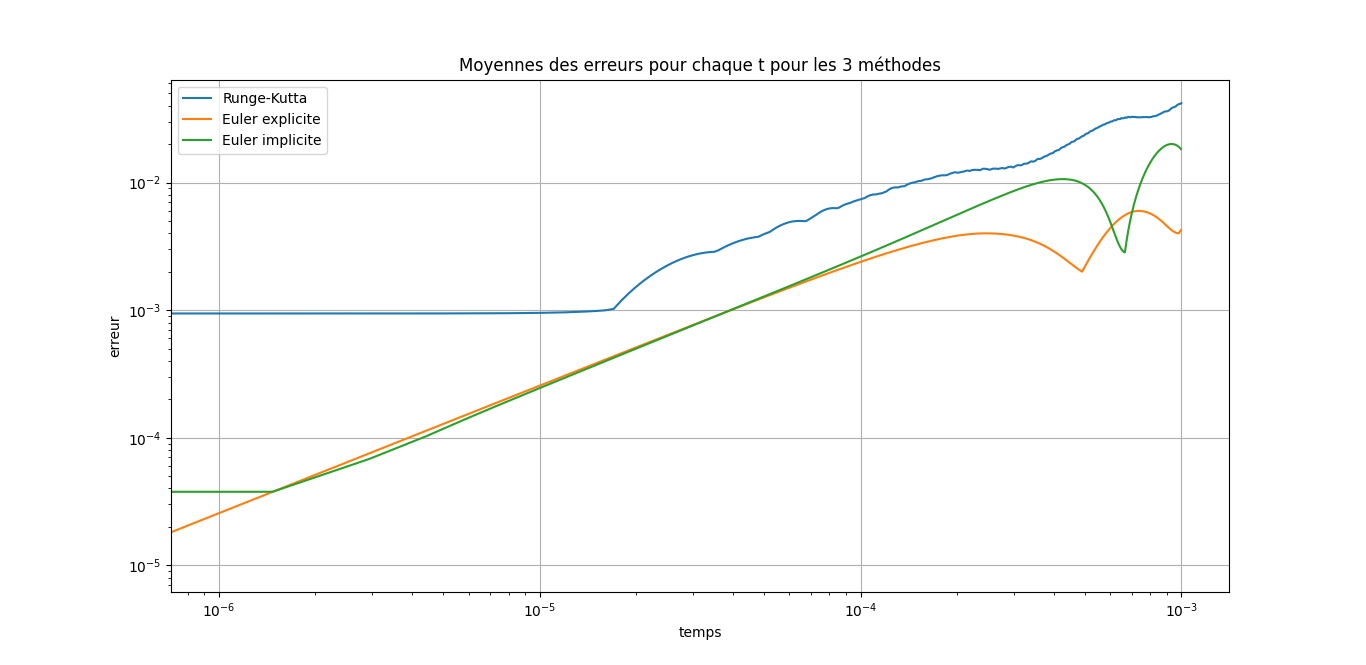 Moyennes des erreurs pour chaque t pour les 3 méthodes
Runge-Kutta
Euler explicite
Euler implicite
10⁻²
10⁻³
10⁻⁴
10⁻⁵
erreur
10⁻⁶
10⁻⁵
10⁻⁴
10⁻³
temps